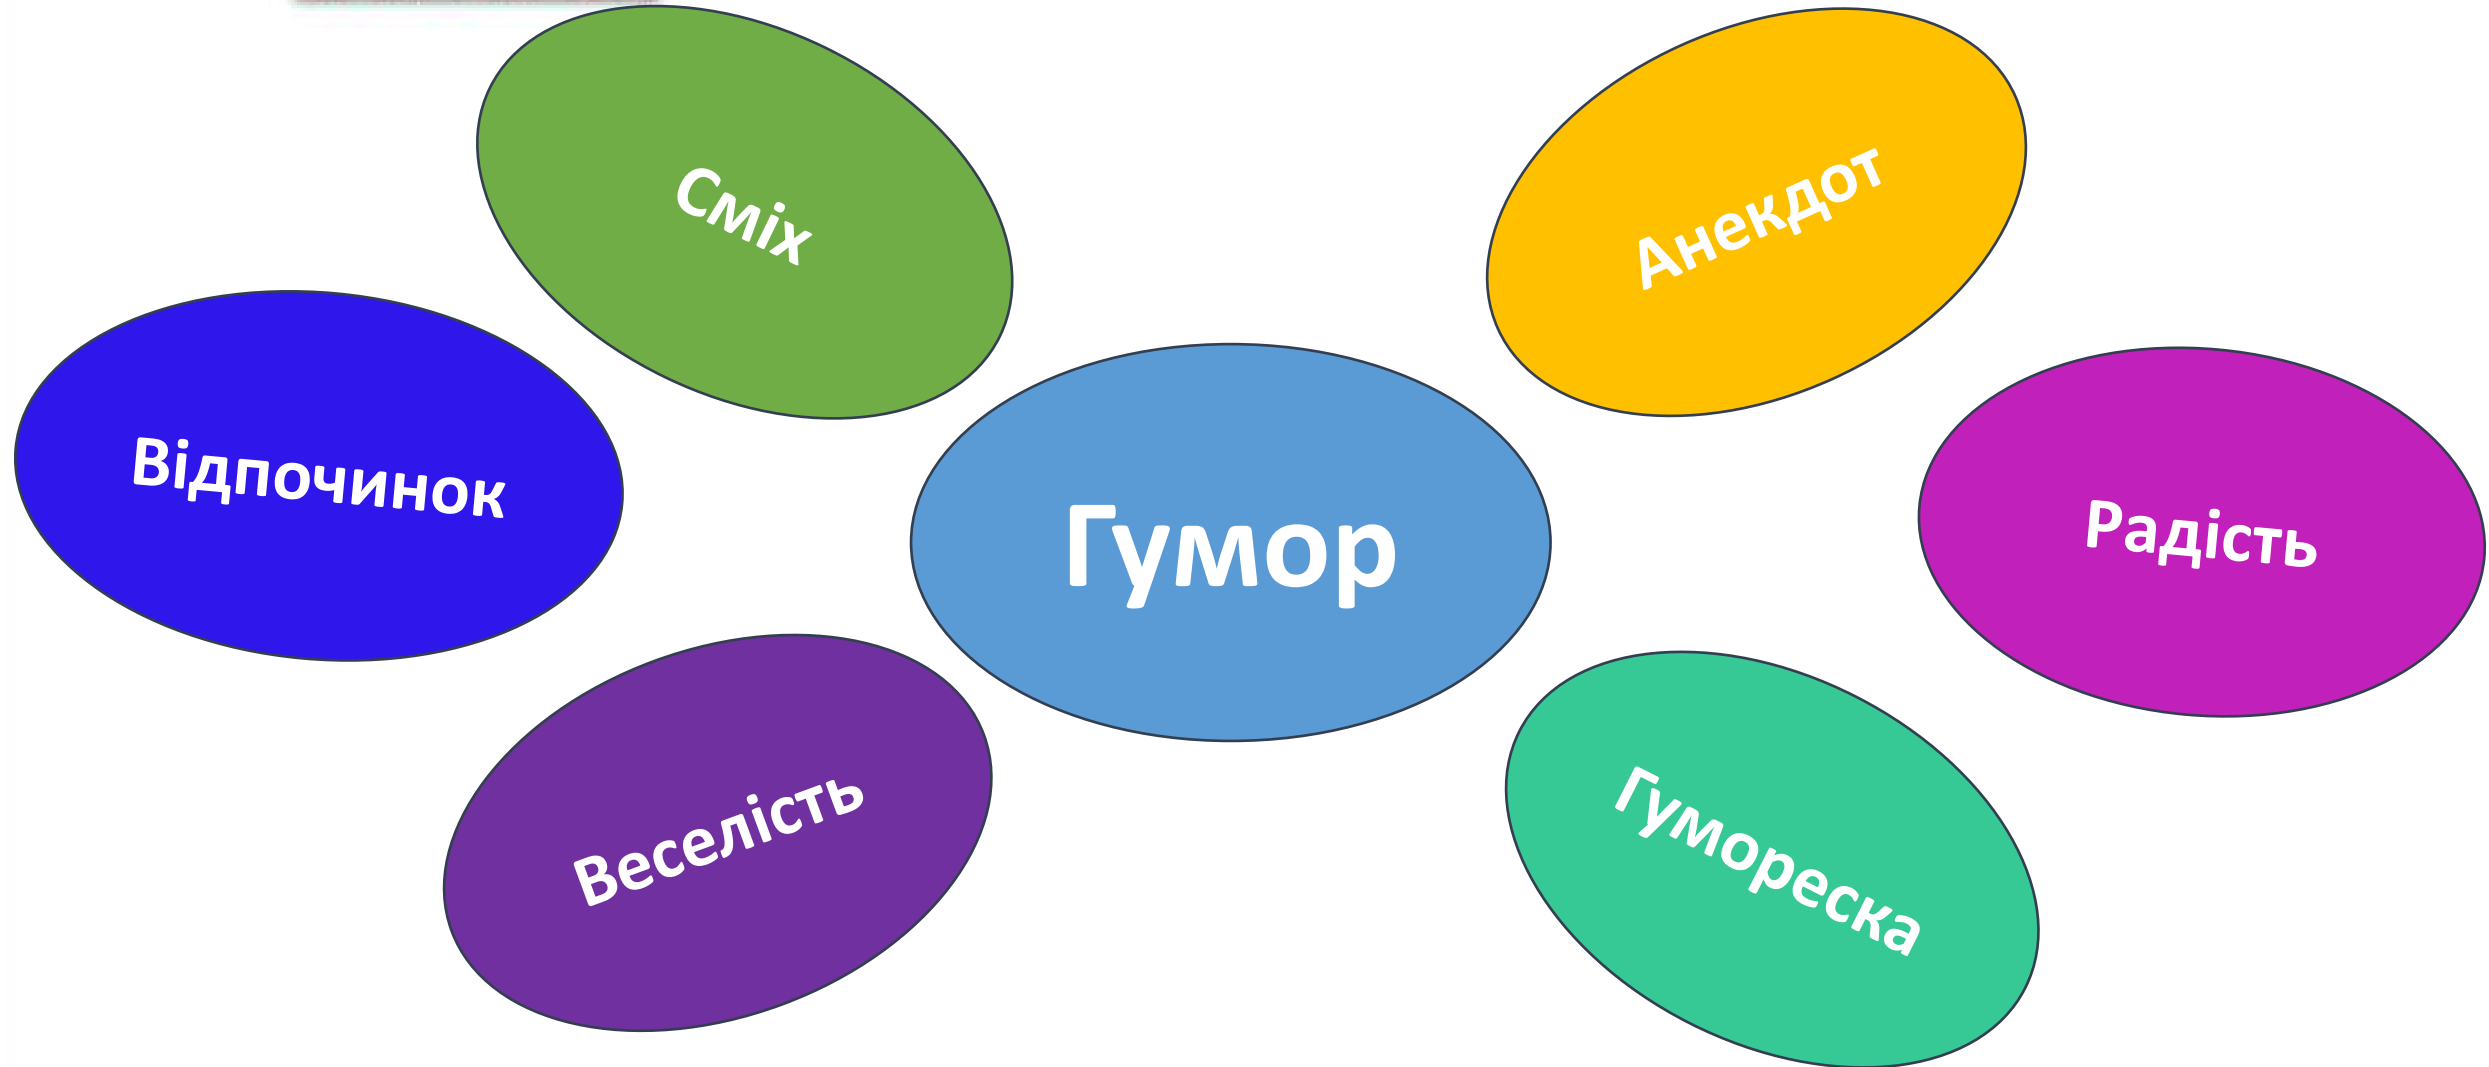 Сміх
Анекдот
Відпочинок
Гумор
Радість
Веселість
Гумореска